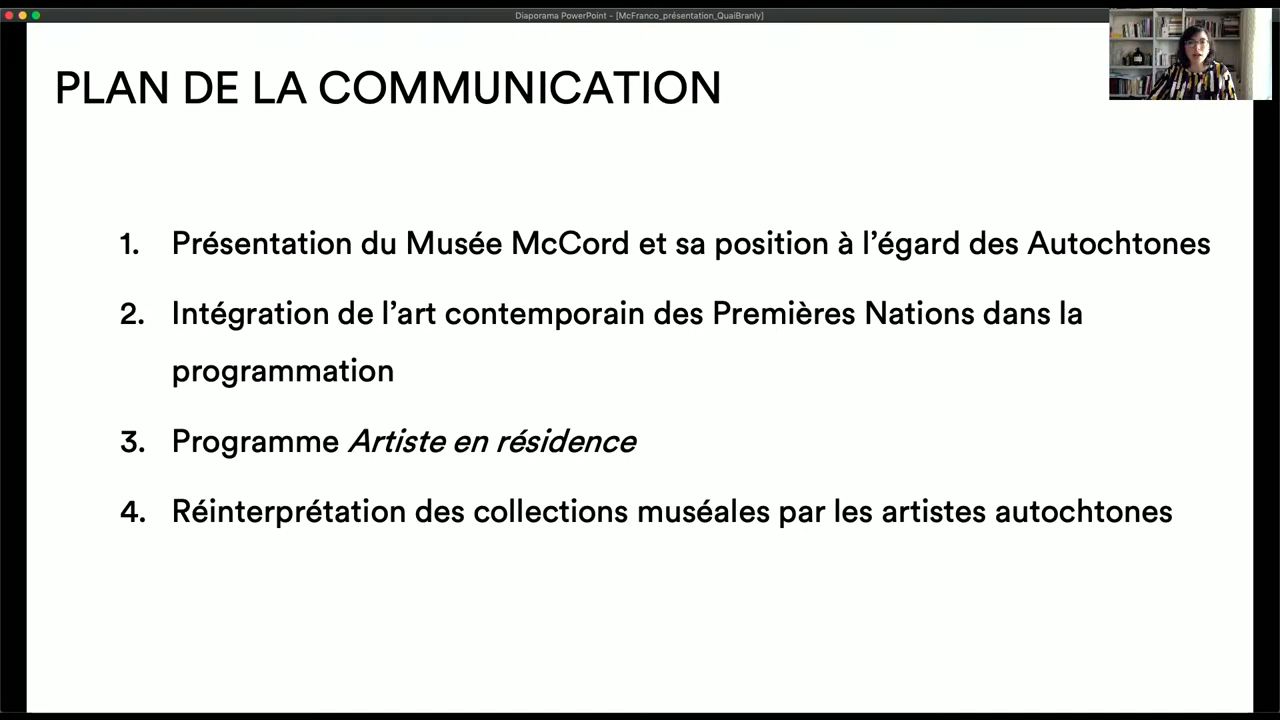 Diaporama PowerPoint - [McFranco_présentation_QuaiBranly]
PLAN DE LA COMMUNICATION
1. Présentation du Musée McCord et sa position à l’égard des Autochtones
2. Intégration de l’art contemporain des Premières Nations dans la
programmation
3. Programme Artiste en résidence
4. Réinterprétation des collections muséales par les artistes autochtones